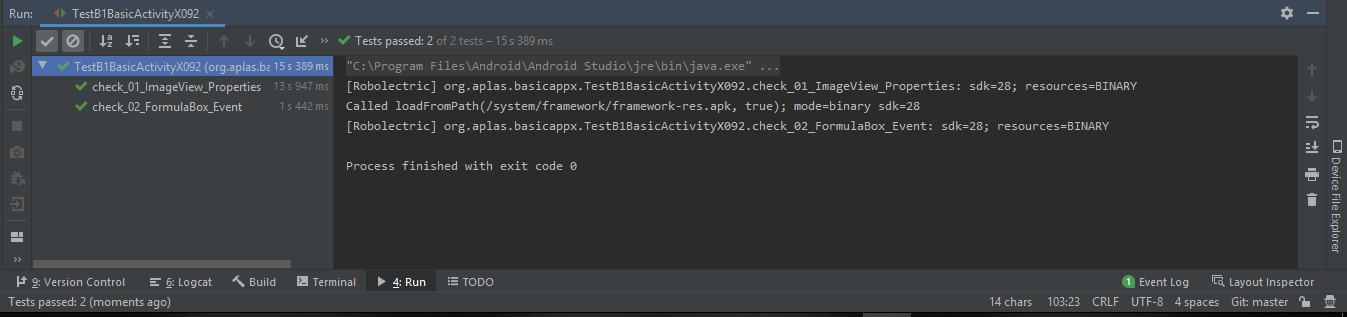 Run: TestB1BasicActivityX092
Tests passed: 2 of 2 tests – 15 s 389 ms
TestB1BasicActivityX092 (org.aplas.ba 15 s 389 ms
check_01_ImageView_Properties 13 s 947 ms
check_02_FormulaBox_Event 1 s 442 ms
"C:\Program Files\Android\Android Studio\jre\bin\java.exe" ...
[Robolectric] org.aplas.basicappx.TestB1BasicActivityX092.check_01_ImageView_Properties: sdk=28; resources=BINARY
Called loadFromPath(/system/framework/framework-res.apk, true); mode=binary sdk=28
[Robolectric] org.aplas.basicappx.TestB1BasicActivityX092.check_02_FormulaBox_Event: sdk=28; resources=BINARY
Process finished with exit code 0
Device File Explorer
9: Version Control 6: Logcat Build Terminal 4: Run TODO 1 Event Log Layout Inspector
Tests passed: 2 (moments ago) 14 chars 103:23 CRLF UTF-8 4 spaces Git: master